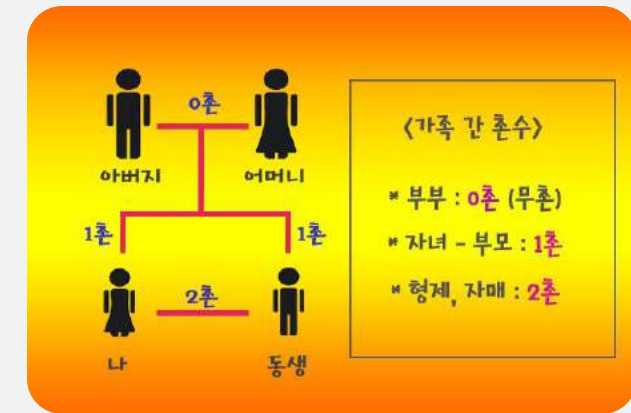 0촌
아버지
어머니
1촌
1촌
2촌
나
동생
<가족 간 촌수>
* 부부 : 0촌 (무촌)
* 자녀 - 부모 : 1촌
* 형제, 자매 : 2촌